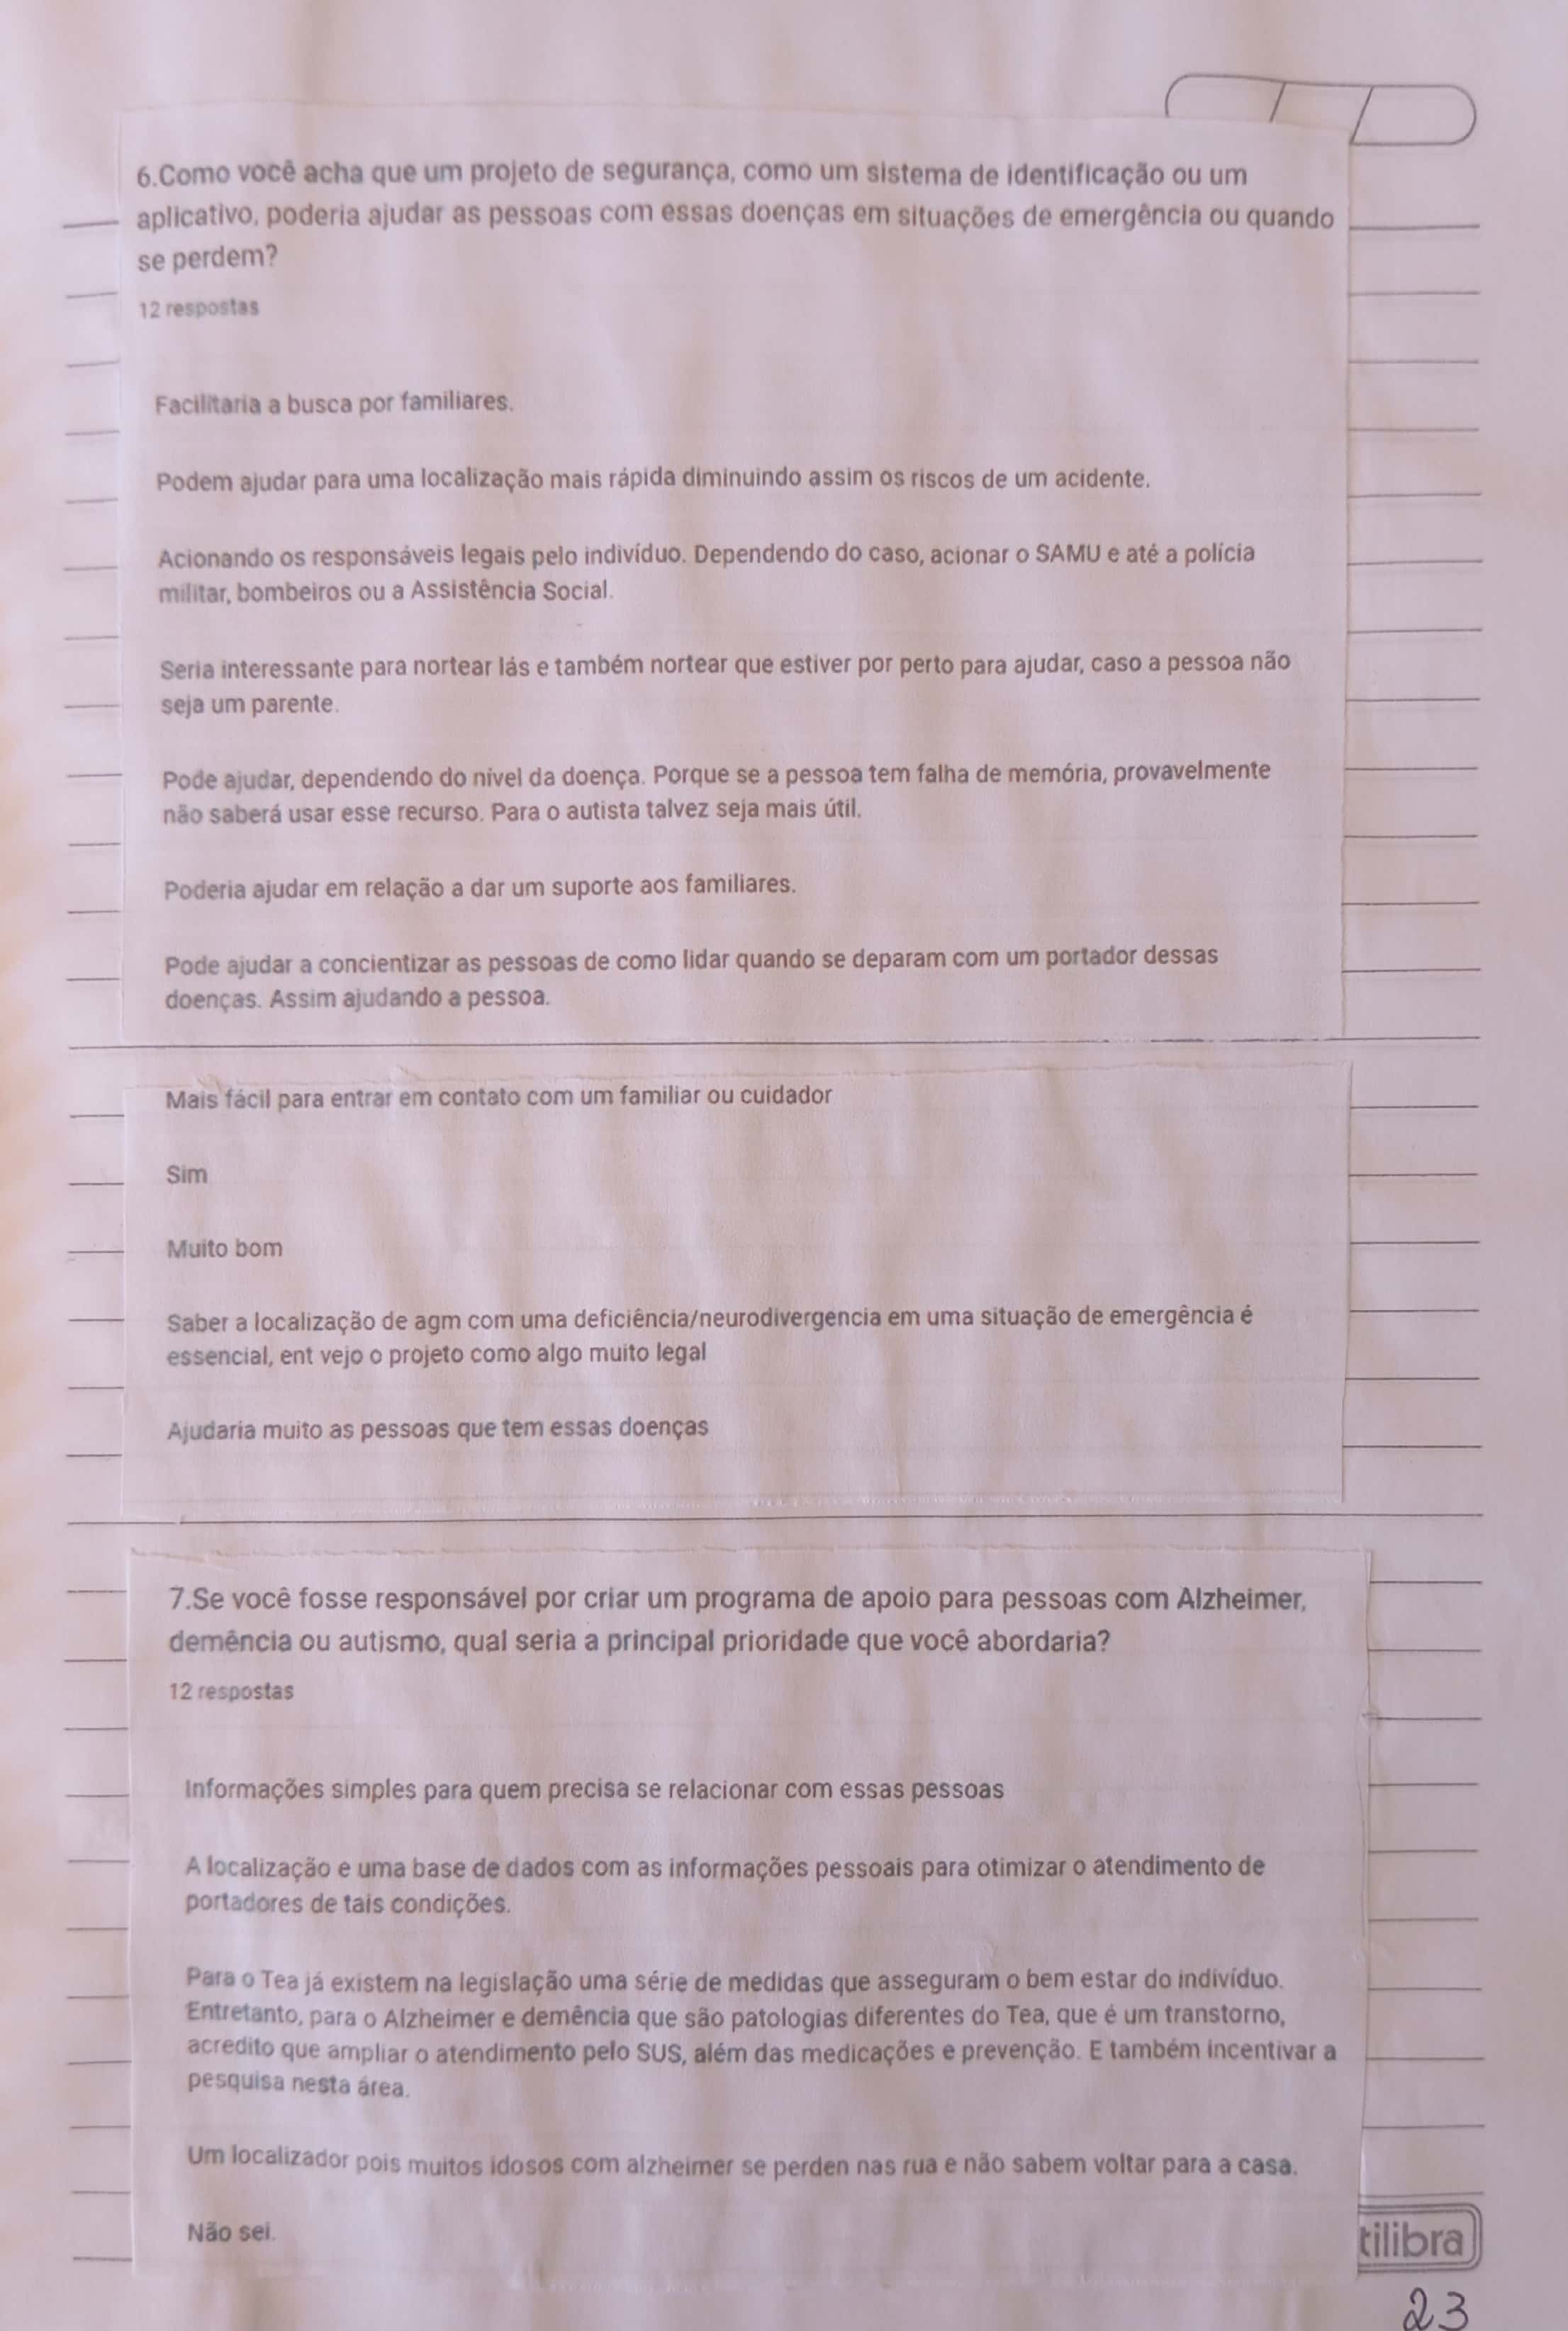 6.Como você acha que um projeto de segurança, como um sistema de identificação ou um
aplicativo, poderia ajudar as pessoas com essas doenças em situações de emergência ou quando
se perdem?
12 respostas
Facilitaria a busca por familiares.
Podem ajudar para uma localização mais rápida diminuindo assim os riscos de um acidente.
Acionando os responsáveis legais pelo indivíduo. Dependendo do caso, acionar o SAMU e até a polícia
militar, bombeiros ou a Assistência Social.
Seria interessante para nortear lás e também nortear que estiver por perto para ajudar, caso a pessoa não
seja um parente.
Pode ajudar, dependendo do nível da doença. Porque se a pessoa tem falha de memória, provavelmente
não saberá usar esse recurso. Para o autista talvez seja mais útil.
Poderia ajudar em relação a dar um suporte aos familiares.
Pode ajudar a concientizar as pessoas de como lidar quando se deparam com um portador dessas
doenças. Assim ajudando a pessoa.
Mais fácil para entrar em contato com um familiar ou cuidador
Sim
Muito bom
Saber a localização de agm com uma deficiência/neurodivergencia em uma situação de emergência é
essencial, ent vejo o projeto como algo muito legal
Ajudaria muito as pessoas que tem essas doenças
7.Se você fosse responsável por criar um programa de apoio para pessoas com Alzheimer,
demência ou autismo, qual seria a principal prioridade que você abordaria?
12 respostas
Informações simples para quem precisa se relacionar com essas pessoas
A localização e uma base de dados com as informações pessoais para otimizar o atendimento de
portadores de tais condições.
Para o Tea já existem na legislação uma série de medidas que asseguram o bem estar do indivíduo.
Entretanto, para o Alzheimer e demência que são patologias diferentes do Tea, que é um transtorno,
acredito que ampliar o atendimento pelo SUS, além das medicações e prevenção. E também incentivar a
pesquisa nesta área.
Um localizador pois muitos idosos com alzheimer se perden nas rua e não sabem voltar para a casa.
Não sei.
tilibra
23